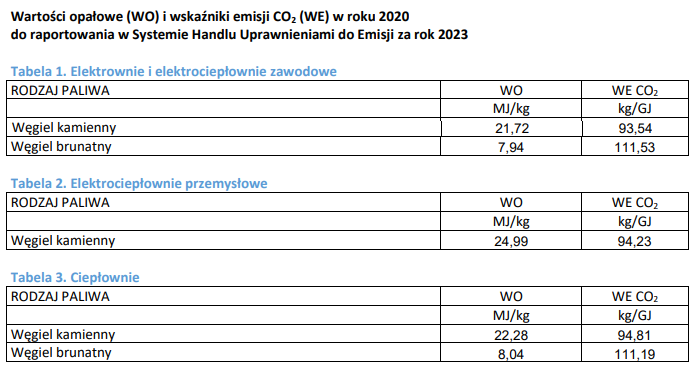 Wartości opałowe (WO) i wskaźniki emisji CO₂ (WE) w roku 2020
do raportowania w Systemie Handlu Uprawnieniami do Emisji za rok 2023
Tabela 1. Elektrownie i elektrociepłownie zawodowe
RODZAJ PALIWA WO WE CO₂
MJ/kg kg/GJ
Węgiel kamienny 21,72 93,54
Węgiel brunatny 7,94 111,53
Tabela 2. Elektrociepłownie przemysłowe
RODZAJ PALIWA WO WE CO₂
MJ/kg kg/GJ
Węgiel kamienny 24,99 94,23
Tabela 3. Ciepłownie
RODZAJ PALIWA WO WE CO₂
MJ/kg kg/GJ
Węgiel kamienny 22,28 94,81
Węgiel brunatny 8,04 111,19